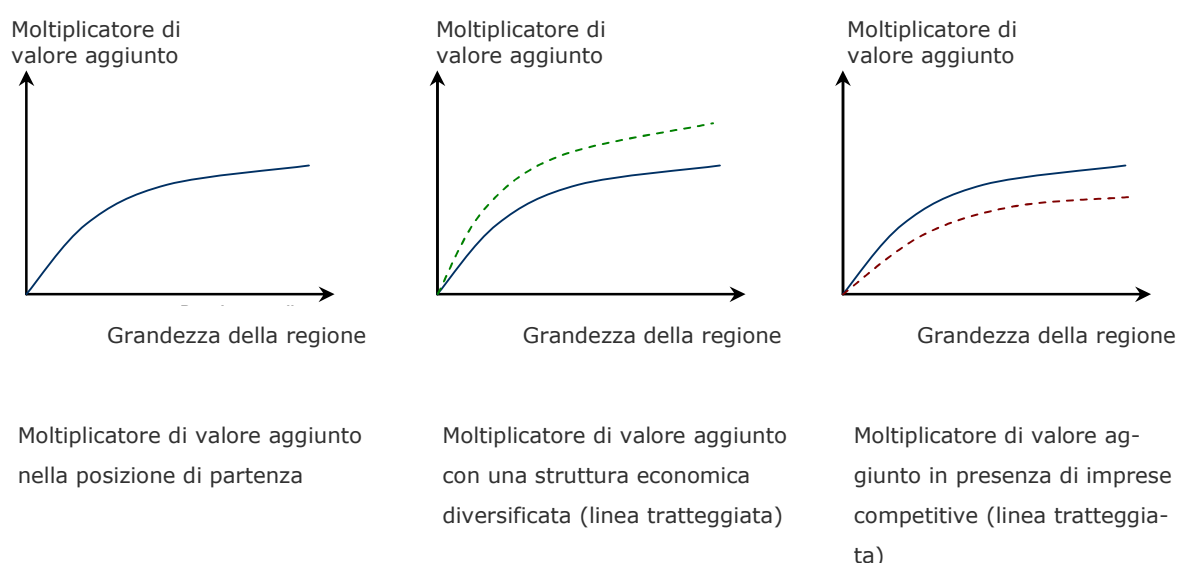 Moltiplicatore di
valore aggiunto
Grandezza della regione
Moltiplicatore di valore aggiunto
nella posizione di partenza
Moltiplicatore di
valore aggiunto
Grandezza della regione
Moltiplicatore di valore aggiunto
con una struttura economica
diversificata (linea tratteggiata)
Moltiplicatore di
valore aggiunto
Grandezza della regione
Moltiplicatore di valore ag-
giunto in presenza di imprese
competitive (linea tratteggia-
ta)